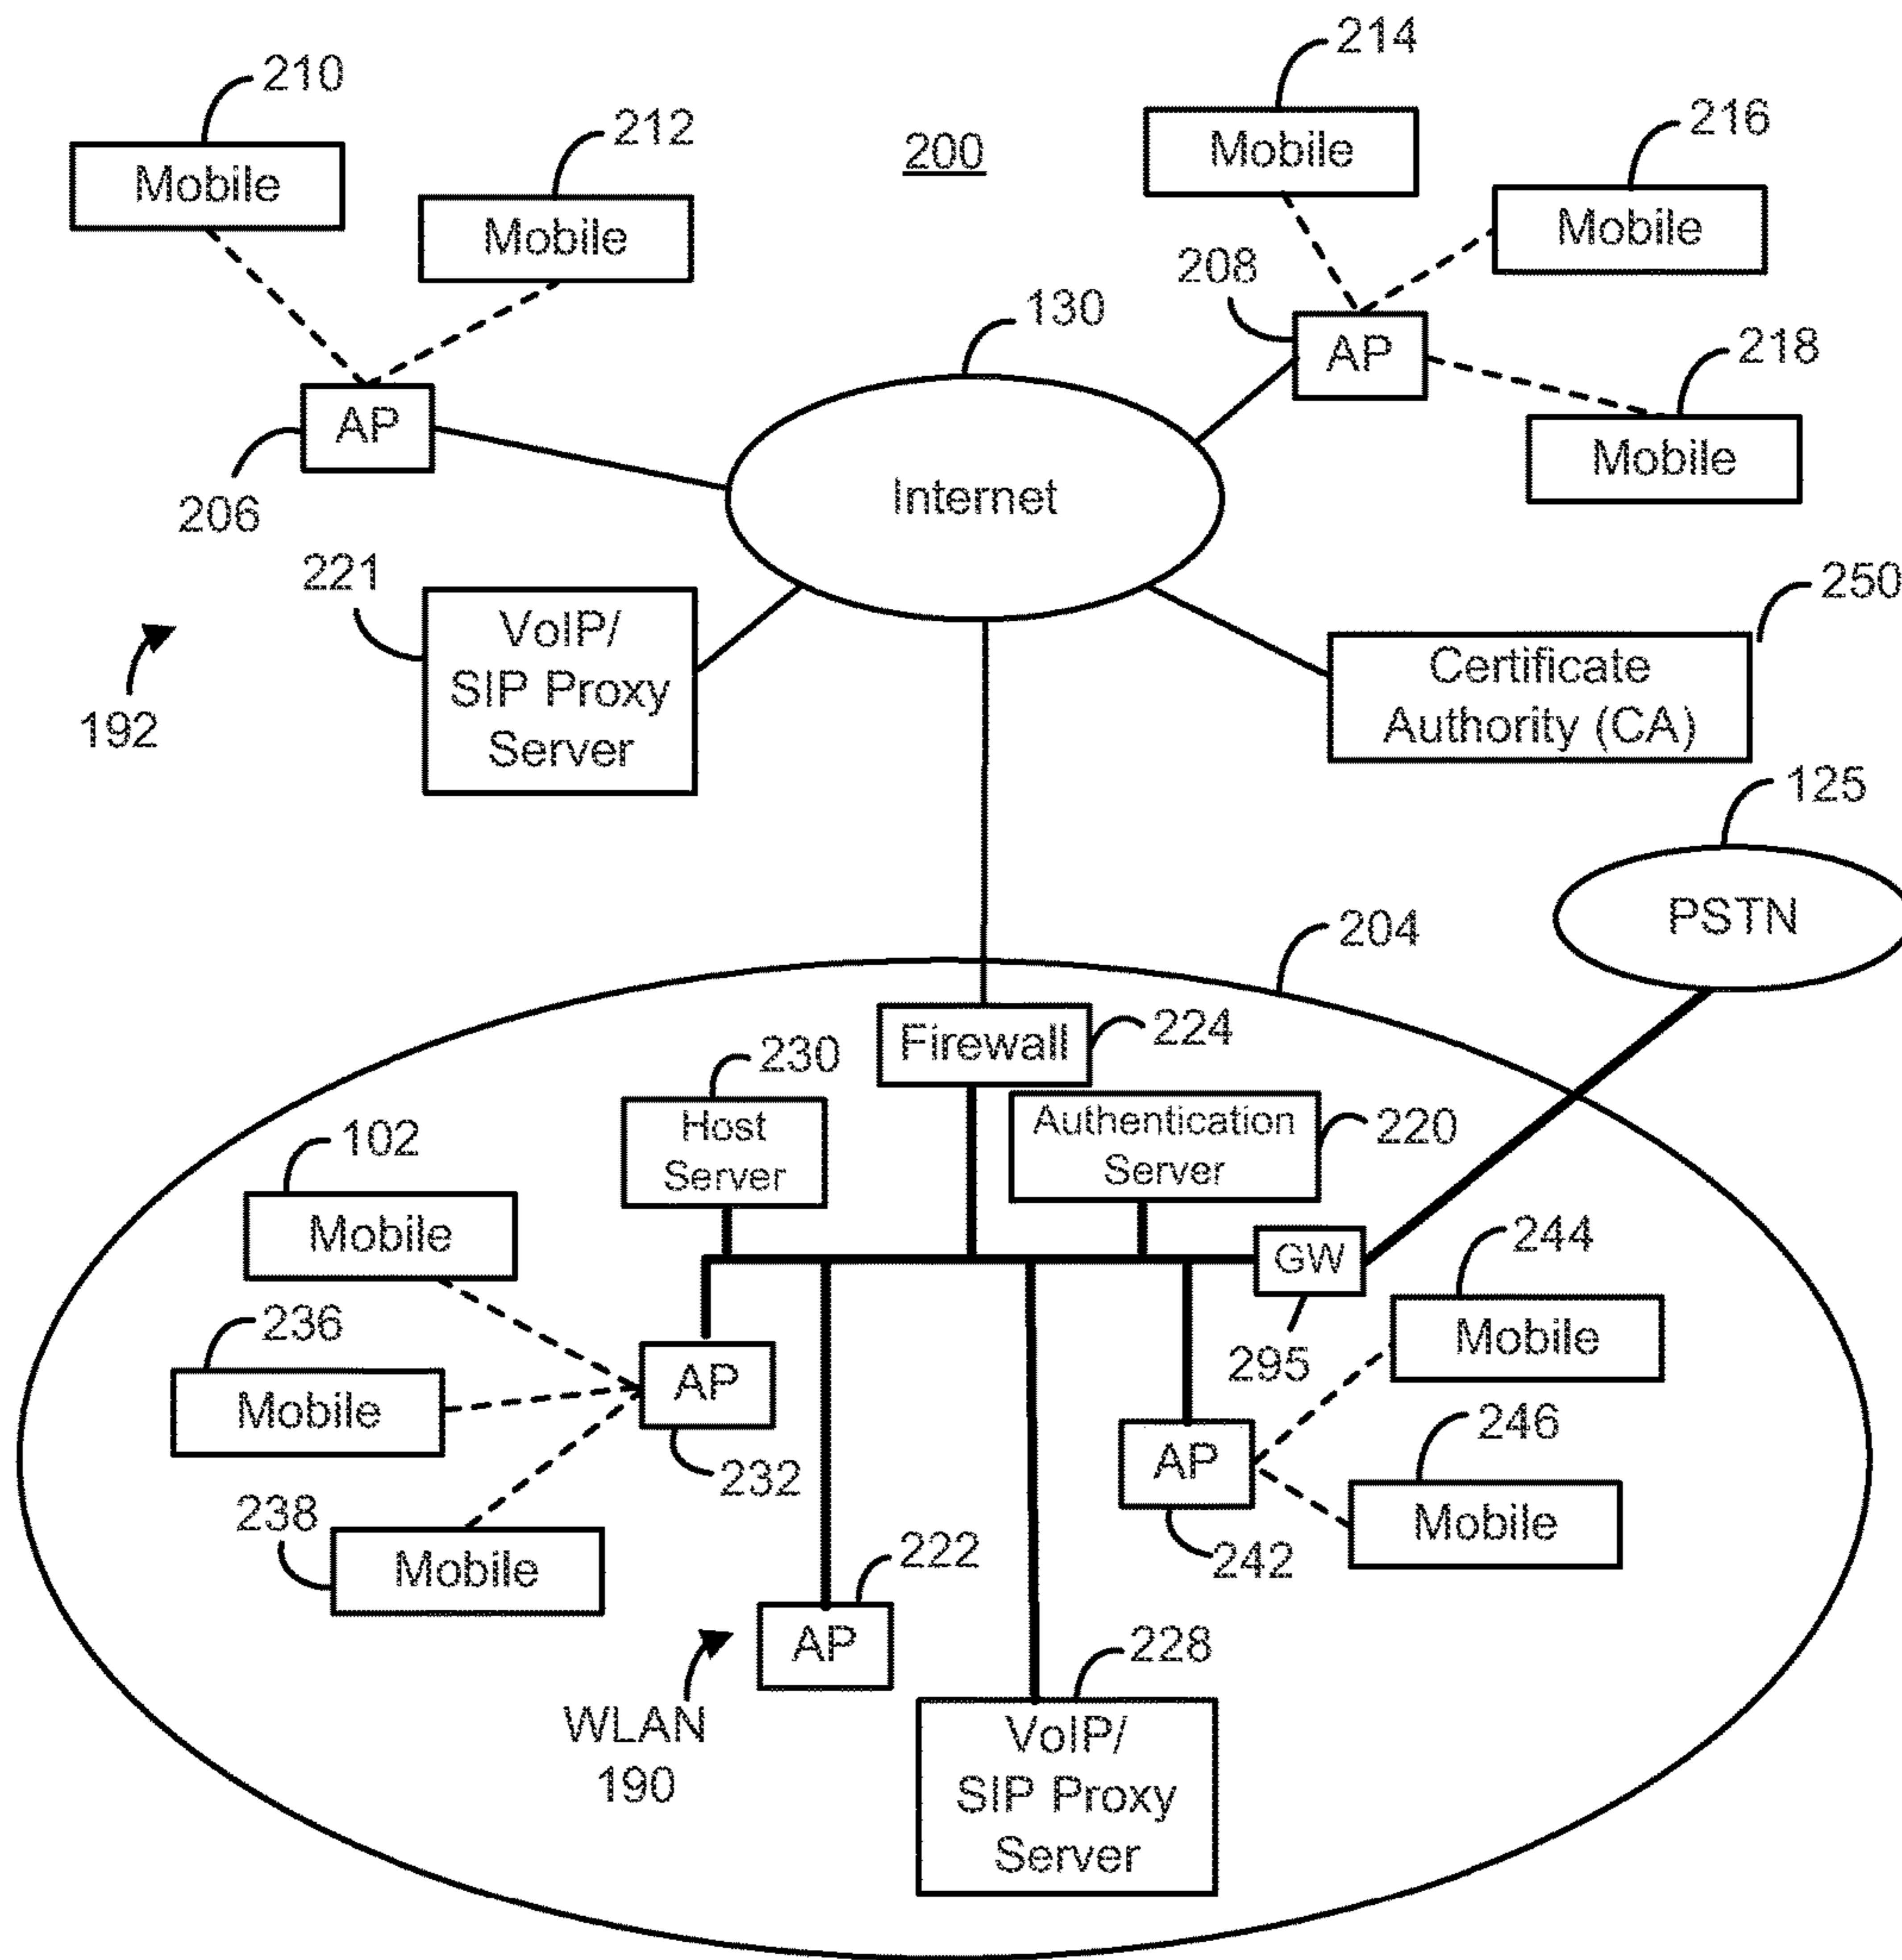 214
210
216
212
200
Mobile
Mobile
Mobile
Mobile
208
130
AP
218
AP
Mobile
Internet
206
221
250
VoIP/
SIP Proxy
Server
Certificate
Authority (CA)
192
125
PSTN
204
Firewall
224
230
Host
Server
Authentication
Server
220
102
Mobile
GW
244
236
295
Mobile
AP
Mobile
246
232
AP
238
Mobile
222
242
Mobile
AP
228
WLAN
190
VoIP/
SIP Proxy
Server